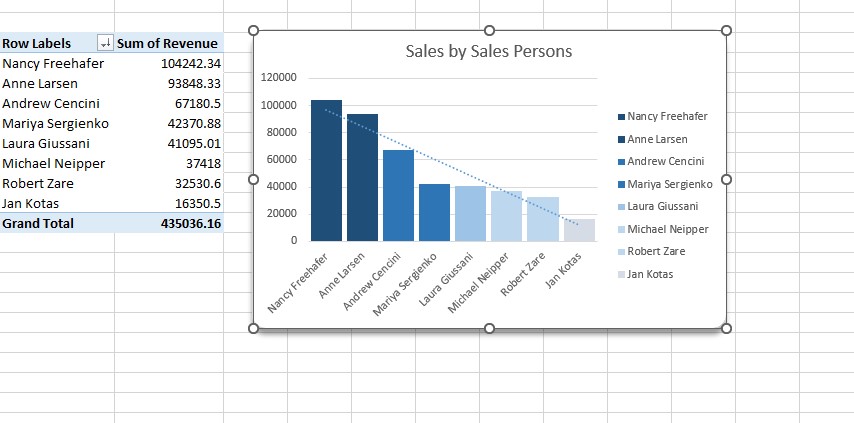 Row Labels Sum of Revenue
Nancy Freehafer 104242.34
Anne Larsen 93848.33
Andrew Cencini 67180.5
Mariya Sergienko 42370.88
Laura Giussani 41095.01
Michael Neipper 37418
Robert Zare 32530.6
Jan Kotas 16350.5
Grand Total 435036.16
Sales by Sales Persons
120000
100000
80000
60000
40000
20000
0
Nancy Freehafer
Anne Larsen
Andrew Cencini
Mariya Sergienko
Laura Giussani
Michael Neipper
Robert Zare
Jan Kotas
Nancy Freehafer
Anne Larsen
Andrew Cencini
Mariya Sergienko
Laura Giussani
Michael Neipper
Robert Zare
Jan Kotas